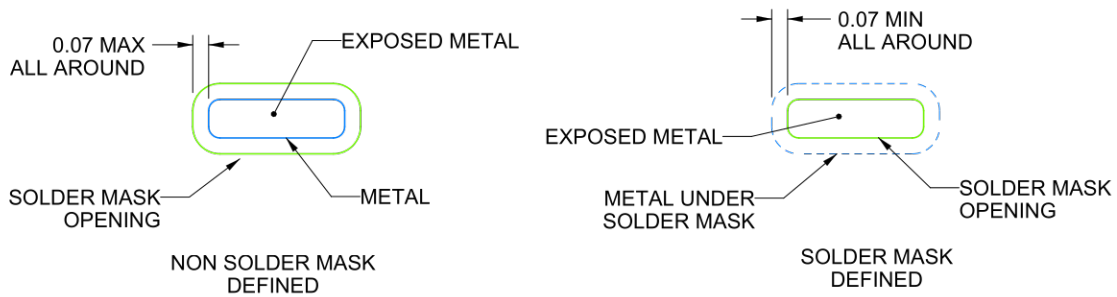 0.07 MAX
ALL AROUND
EXPOSED METAL
SOLDER MASK
OPENING
METAL
NON SOLDER MASK
DEFINED
0.07 MIN
ALL AROUND
EXPOSED METAL
METAL UNDER
SOLDER MASK
SOLDER MASK
OPENING
SOLDER MASK
DEFINED